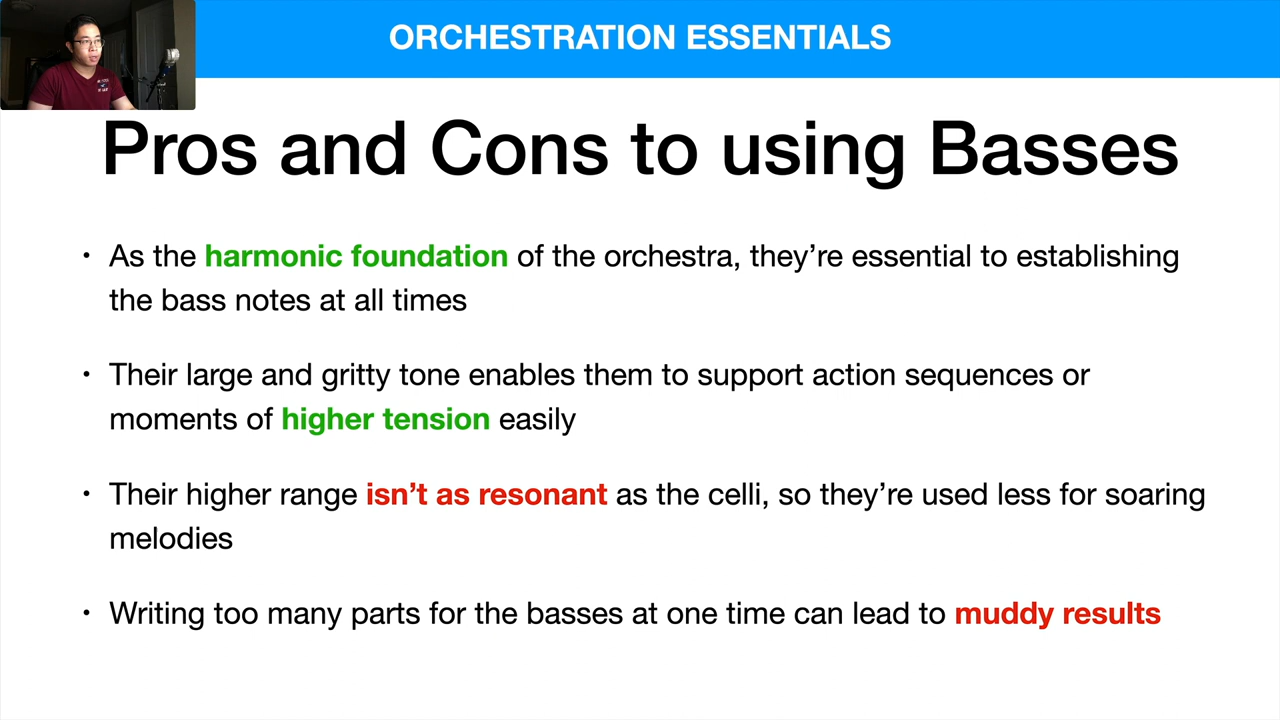 ORCHESTRATION ESSENTIALS
Pros and Cons to using Basses
• As the harmonic foundation of the orchestra, they’re essential to establishing
the bass notes at all times
• Their large and gritty tone enables them to support action sequences or
moments of higher tension easily
• Their higher range isn’t as resonant as the celli, so they’re used less for soaring
melodies
• Writing too many parts for the basses at one time can lead to muddy results